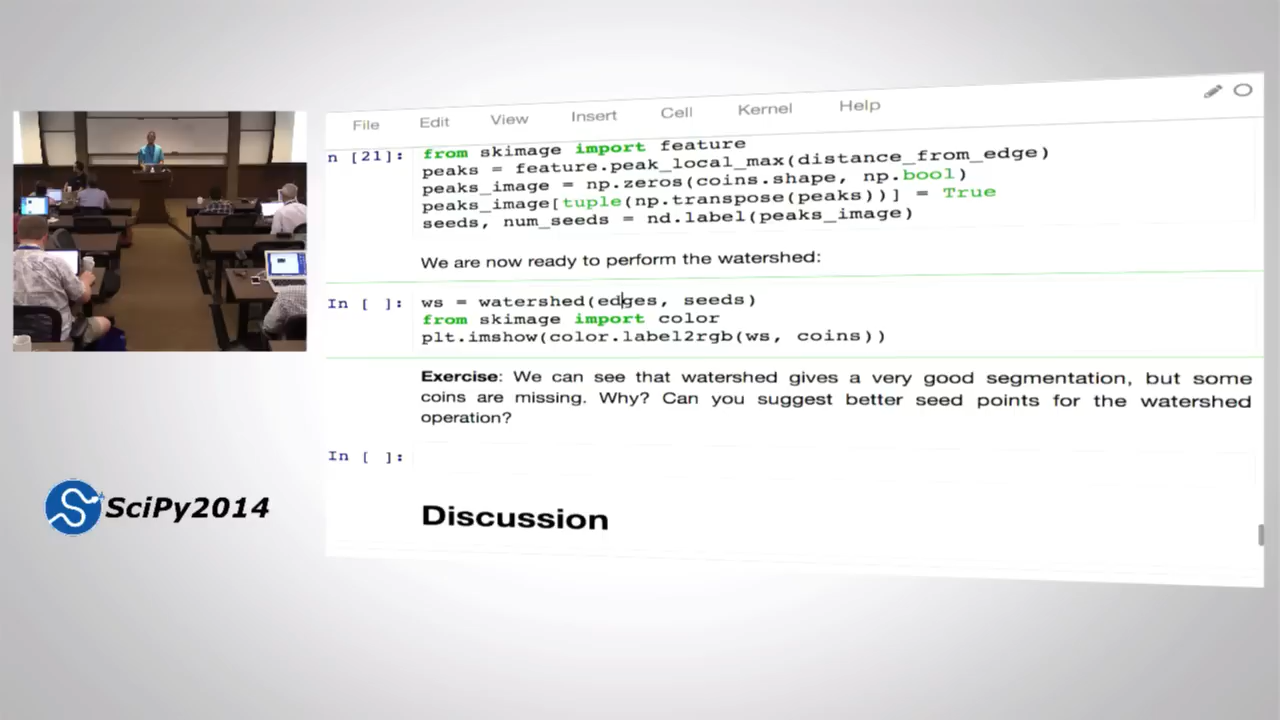 File Edit View Insert Cell Kernel Help
n [21]: from skimage import feature
peaks = feature.peak_local_max(distance_from_edge)
peaks_image = np.zeros(coins.shape, np.bool)
peaks_image[tuple(np.transpose(peaks))] = True
seeds, num_seeds = nd.label(peaks_image)
We are now ready to perform the watershed:
In [ ]: ws = watershed(edges, seeds)
from skimage import color
plt.imshow(color.label2rgb(ws, coins))
Exercise: We can see that watershed gives a very good segmentation, but some
coins are missing. Why? Can you suggest better seed points for the watershed
operation?
In [ ]:
SciPy2014
Discussion